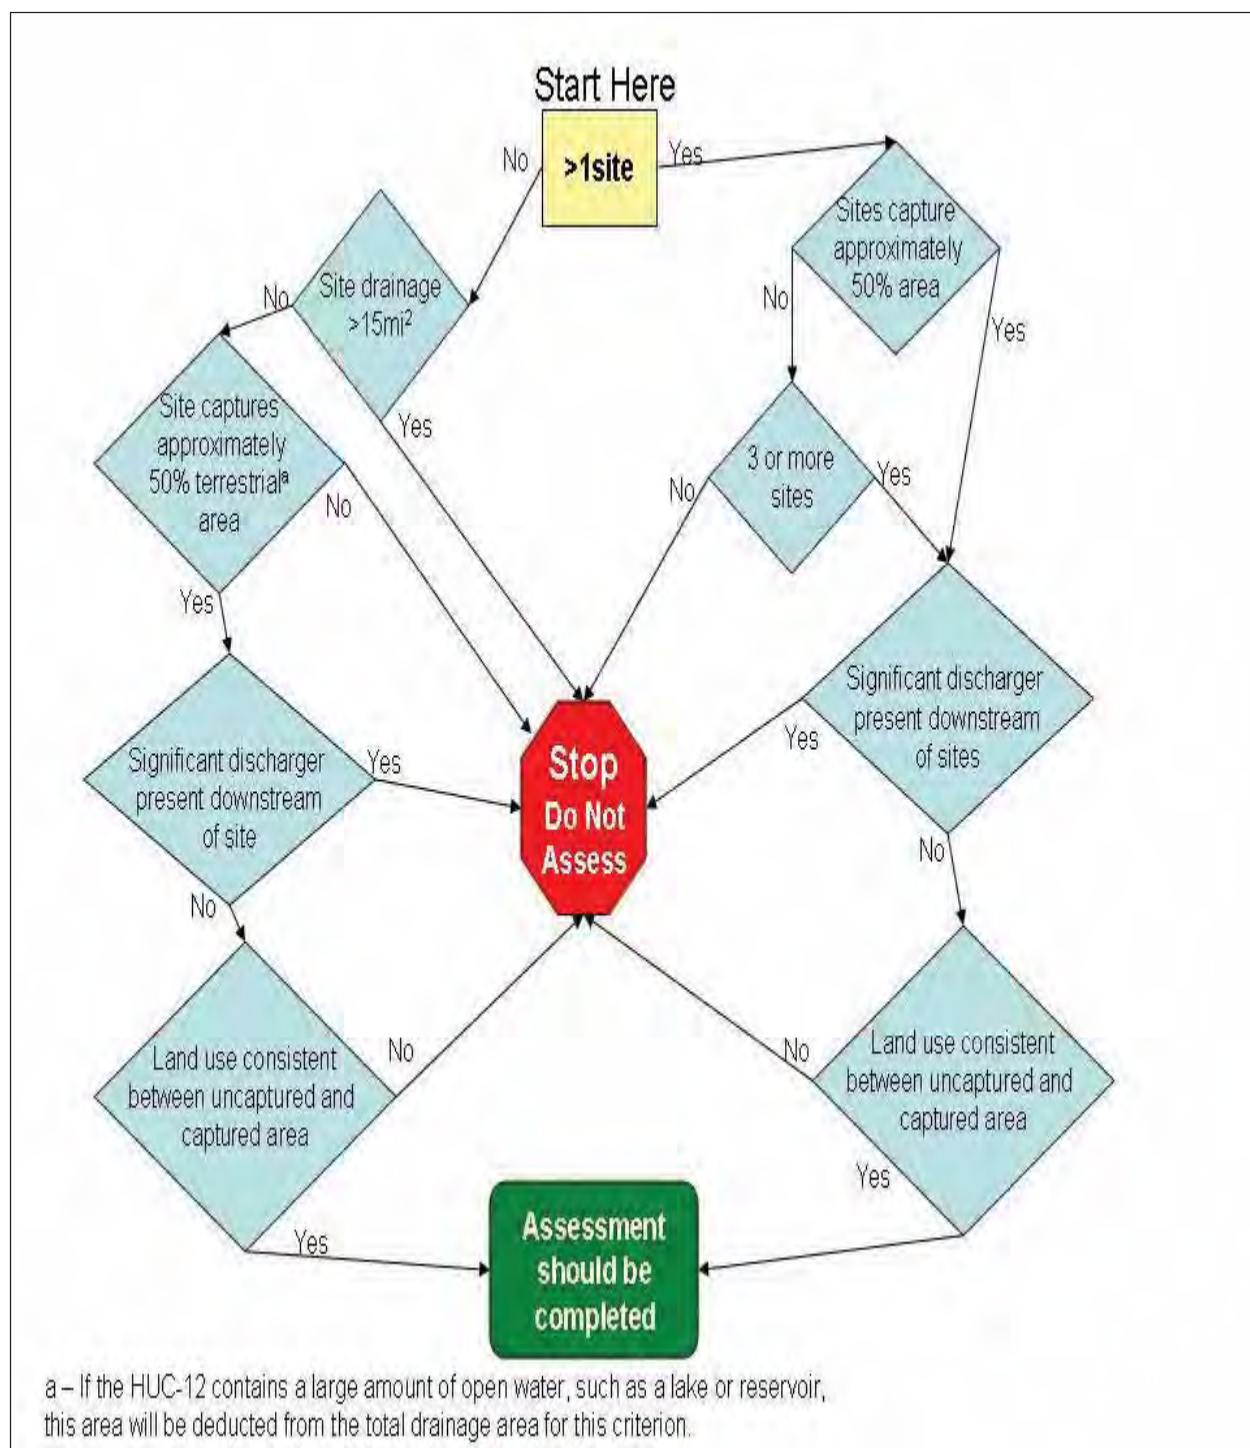 Start Here
>1site
No
Yes
Sites capture
approximately
50% area
Site drainage
>15mi²
No
No
Yes
Yes
Site captures
approximately
50% terrestrialᵃ
area
3 or more
sites
No
No
Yes
Yes
Significant discharger
present downstream
of sites
Significant discharger
present downstream
of site
Yes
Yes
Stop
Do Not
Assess
No
No
Land use consistent
between uncaptured and
captured area
No
No
Land use consistent
between uncaptured and
captured area
Yes
Yes
Assessment
should be
completed
a – If the HUC-12 contains a large amount of open water, such as a lake or reservoir,
this area will be deducted from the total drainage area for this criterion.